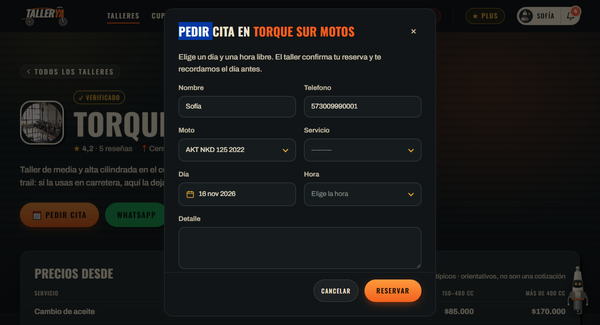 TALLERYA
TALLERES
CUP
★ PLUS
SOFÍA
PEDIR CITA EN TORQUE SUR MOTOS
×
Elige un dia y una hora libre. El taller confirma tu reserva y te
recordamos el día antes.
Nombre
Telefono
Sofía
573009990001
Moto
Servicio
AKT NKD 125 2022
---------
Día
Hora
16 nov 2026
Elige la hora
Detalle
CANCELAR
RESERVAR
< TODOS LOS TALLERES
✓ VERIFICADO
TORQU
★ 4,2 · 5 reseñas
Cent
Taller de media y alta cilindrada en el c
trail: si la usas en carretera, aquí la dej
PEDIR CITA
WHATSAPP
PRECIOS DESDE
típicos · orientativos, no son una cotización
SERVICIO
150–400 CC
MÁS DE 400 CC
Cambio de aceite
$85.000
$170.000